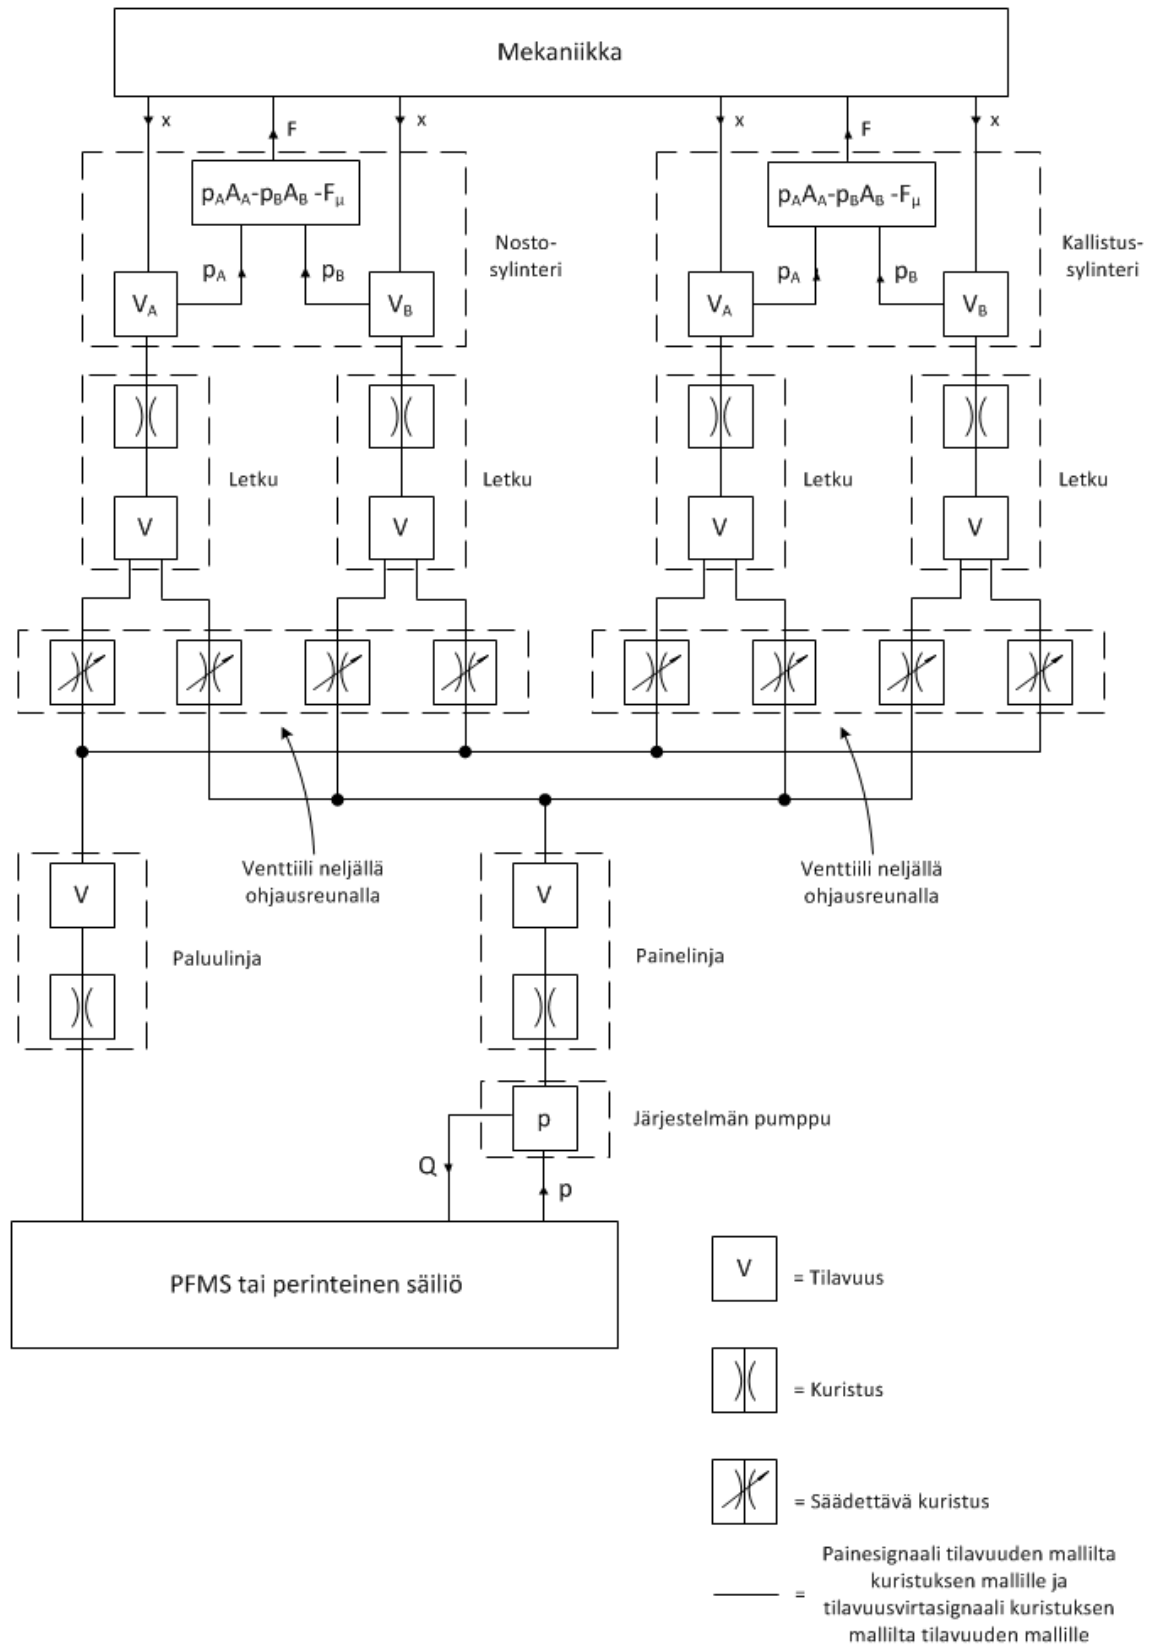 Mekaniikka
x
F
x
x
F
x
pAAA-pBAB -Fμ
pAAA-pBAB -Fμ
Nosto-
sylinteri
Kallistus-
sylinteri
pA
pB
pA
pB
VA
VB
VA
VB
Letku
Letku
Letku
Letku
V
V
V
V
Venttiili neljällä
ohjausreunalla
Venttiili neljällä
ohjausreunalla
V
V
Paluulinja
Painelinja
p
Järjestelmän pumppu
Q
p
PFMS tai perinteinen säiliö
V
= Tilavuus
= Kuristus
= Säädettävä kuristus
=
Painesignaali tilavuuden mallilta
kuristuksen mallille ja
tilavuusvirtasignaali kuristuksen
mallilta tilavuuden mallille